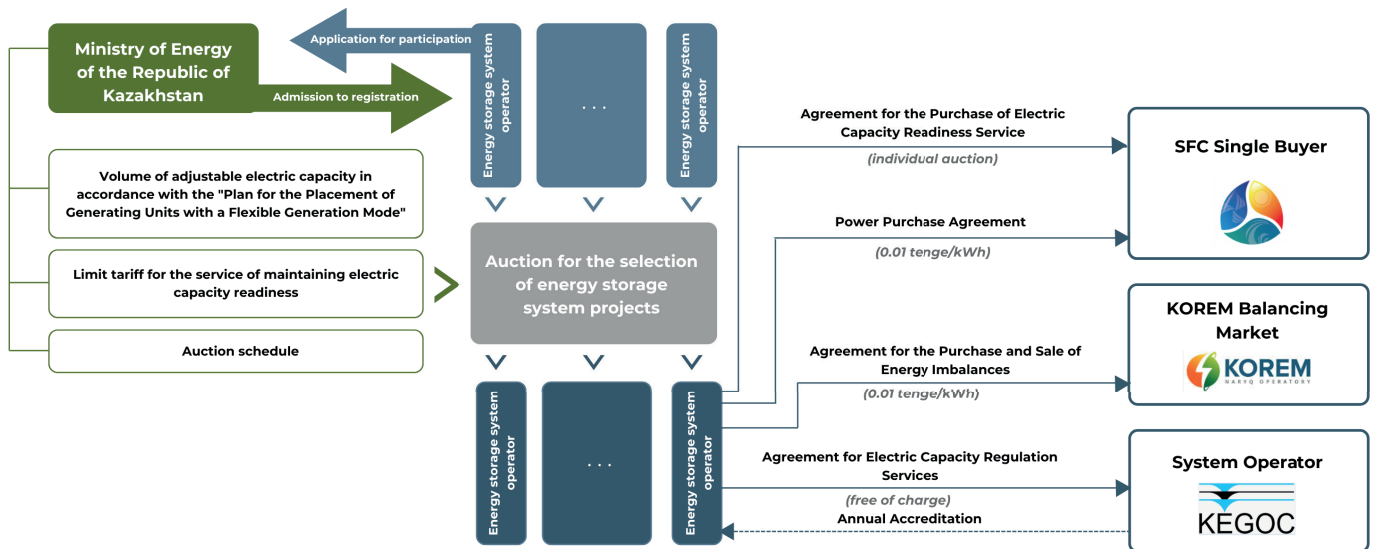 Ministry of Energy
of the Republic of
Kazakhstan
Application for participation
Admission to registration
Energy storage system
operator
. . .
Energy storage system
operator
Volume of adjustable electric capacity in
accordance with the "Plan for the Placement of
Generating Units with a Flexible Generation Mode"
Limit tariff for the service of maintaining electric
capacity readiness
Auction schedule
Auction for the selection
of energy storage
system projects
Energy storage system
operator
. . .
Energy storage system
operator
Agreement for the Purchase of Electric
Capacity Readiness Service
(individual auction)
Power Purchase Agreement
(0.01 tenge/kWh)
Agreement for the Purchase and Sale of
Energy Imbalances
(0.01 tenge/kWh)
Agreement for Electric Capacity Regulation
Services
(free of charge)
Annual Accreditation
SFC Single Buyer
KOREM Balancing
Market
KOREM
NARYQ OPERATORY
System Operator
KEGOC